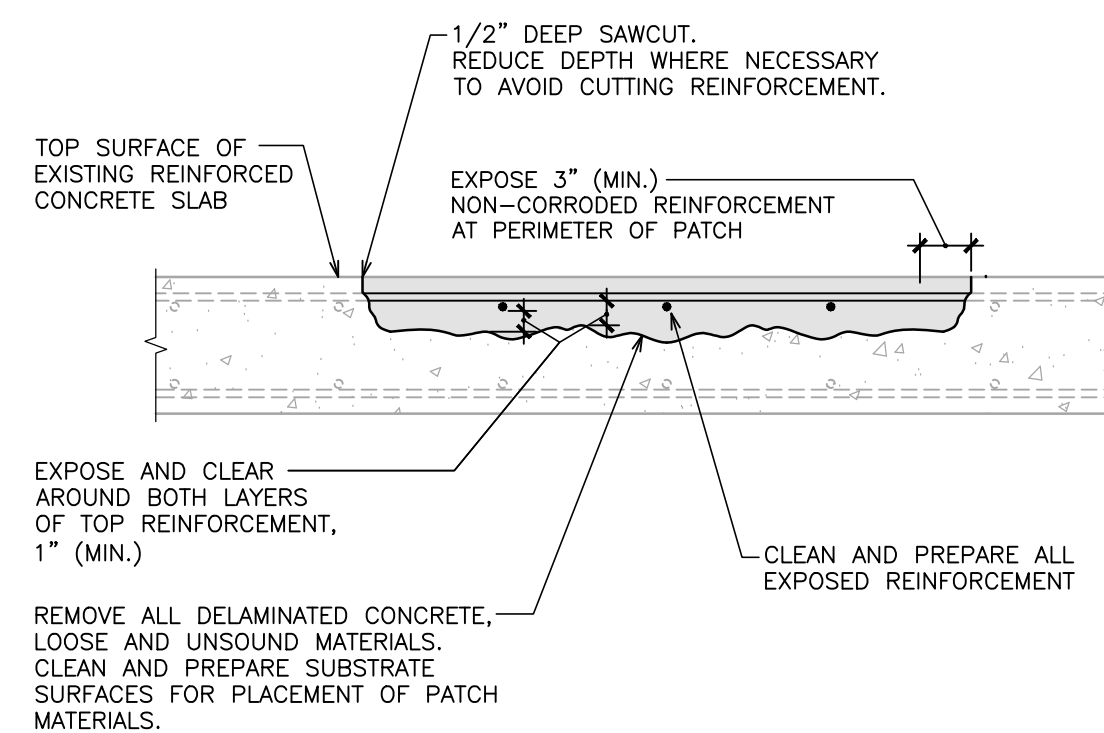 1/2” DEEP SAWCUT.
REDUCE DEPTH WHERE NECESSARY
TO AVOID CUTTING REINFORCEMENT.
TOP SURFACE OF
EXISTING REINFORCED
CONCRETE SLAB
EXPOSE 3” (MIN.)
NON-CORRODED REINFORCEMENT
AT PERIMETER OF PATCH
EXPOSE AND CLEAR
AROUND BOTH LAYERS
OF TOP REINFORCEMENT,
1” (MIN.)
CLEAN AND PREPARE ALL
EXPOSED REINFORCEMENT
REMOVE ALL DELAMINATED CONCRETE,
LOOSE AND UNSOUND MATERIALS.
CLEAN AND PREPARE SUBSTRATE
SURFACES FOR PLACEMENT OF PATCH
MATERIALS.